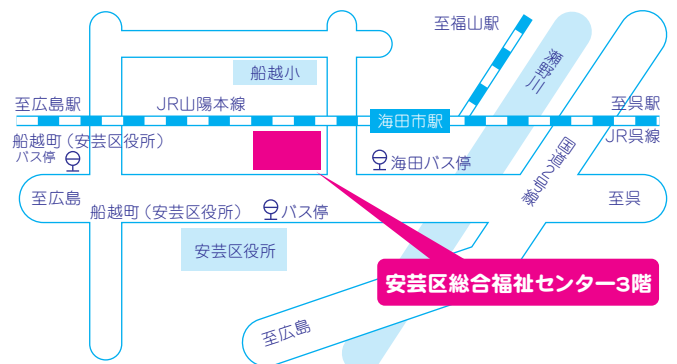 至福山駅
船越小
瀬野川
至広島駅
JR山陽本線
海田市駅
至呉駅
JR呉線
船越町（安芸区役所）
バス停
海田バス停
国道2号線
至広島
船越町（安芸区役所）
バス停
至呉
安芸区役所
安芸区総合福祉センター3階
至広島